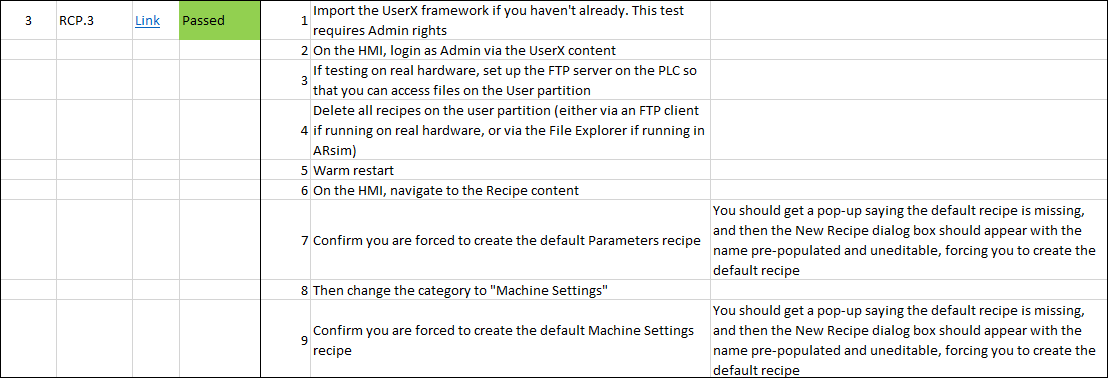 3 RCP.3 Link Passed 1 Import the UserX framework if you haven't already. This test
requires Admin rights
2 On the HMI, login as Admin via the UserX content
3 If testing on real hardware, set up the FTP server on the PLC so
that you can access files on the User partition
4 Delete all recipes on the user partition (either via an FTP client
if running on real hardware, or via the File Explorer if running in
ARsim)
5 Warm restart
6 On the HMI, navigate to the Recipe content
7 Confirm you are forced to create the default Parameters recipe
You should get a pop-up saying the default recipe is missing,
and then the New Recipe dialog box should appear with the
name pre-populated and uneditable, forcing you to create the
default recipe
8 Then change the category to "Machine Settings"
9 Confirm you are forced to create the default Machine Settings
recipe
You should get a pop-up saying the default recipe is missing,
and then the New Recipe dialog box should appear with the
name pre-populated and uneditable, forcing you to create the
default recipe